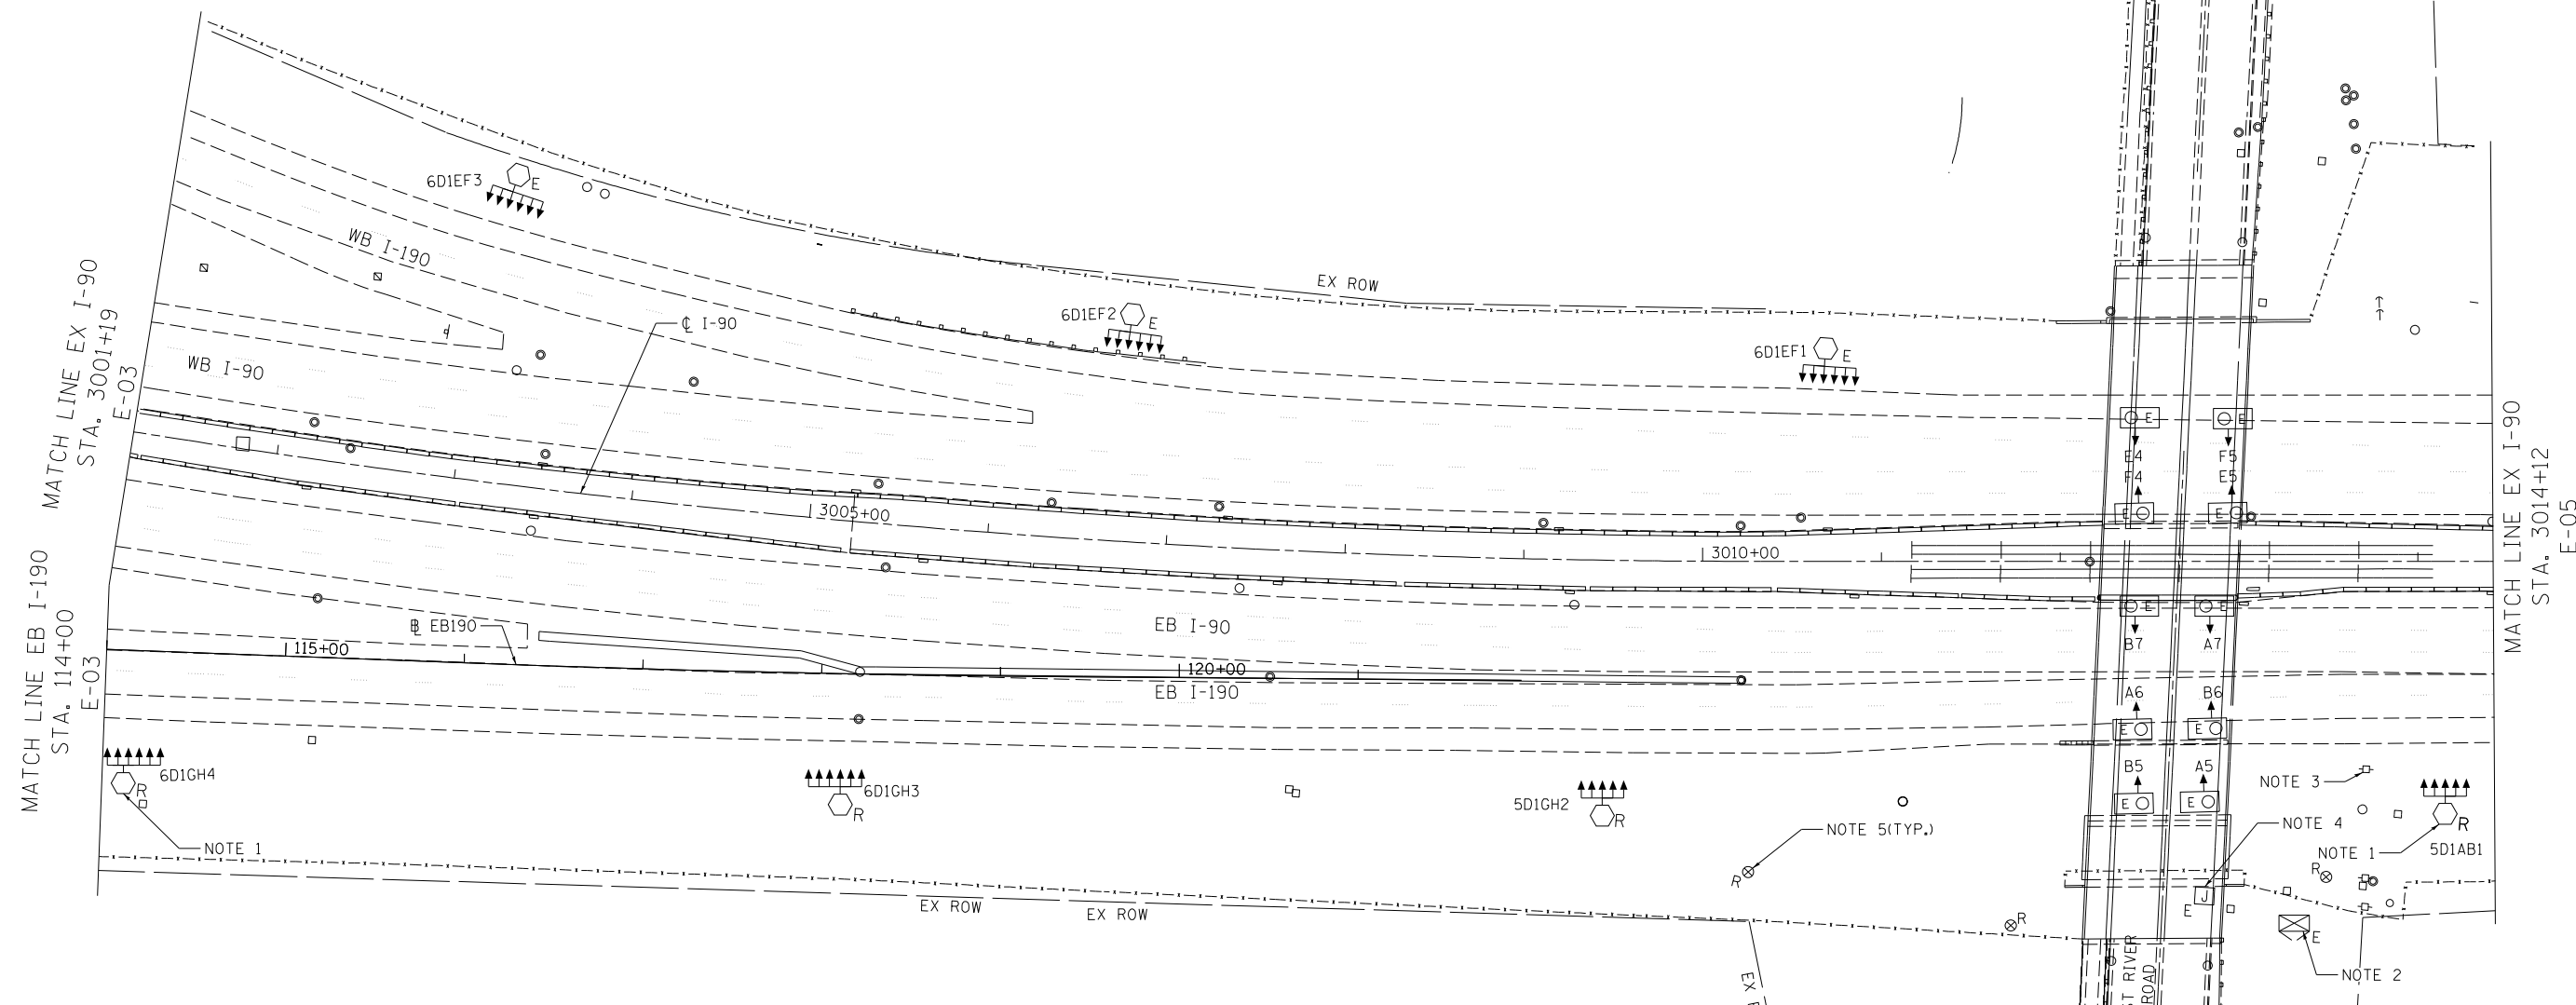 6D1EF3
E
WB I-190
MATCH LINE EX I-90
STA. 3001+19
E-03
WB I-90
℄ I-90
EX ROW
6D1EF2
E
6D1EF1
E
E
E
E4
F5
F4
E5
E
E
3005+00
3010+00
MATCH LINE EX I-90
STA. 3014+12
E-05
MATCH LINE EB I-190
STA. 114+00
E-03
E
E
B7
A7
EB I-90
EB190
115+00
120+00
EB I-190
A6
B6
E
E
B5
A5
E
E
6D1GH4
R
NOTE 1
6D1GH3
R
5D1GH2
R
NOTE 5(TYP.)
R
R
NOTE 3
NOTE 4
NOTE 1
R
5D1AB1
R
J
E
E
NOTE 2
EX ROW
EX ROW
EX
ST RIVER
ROAD